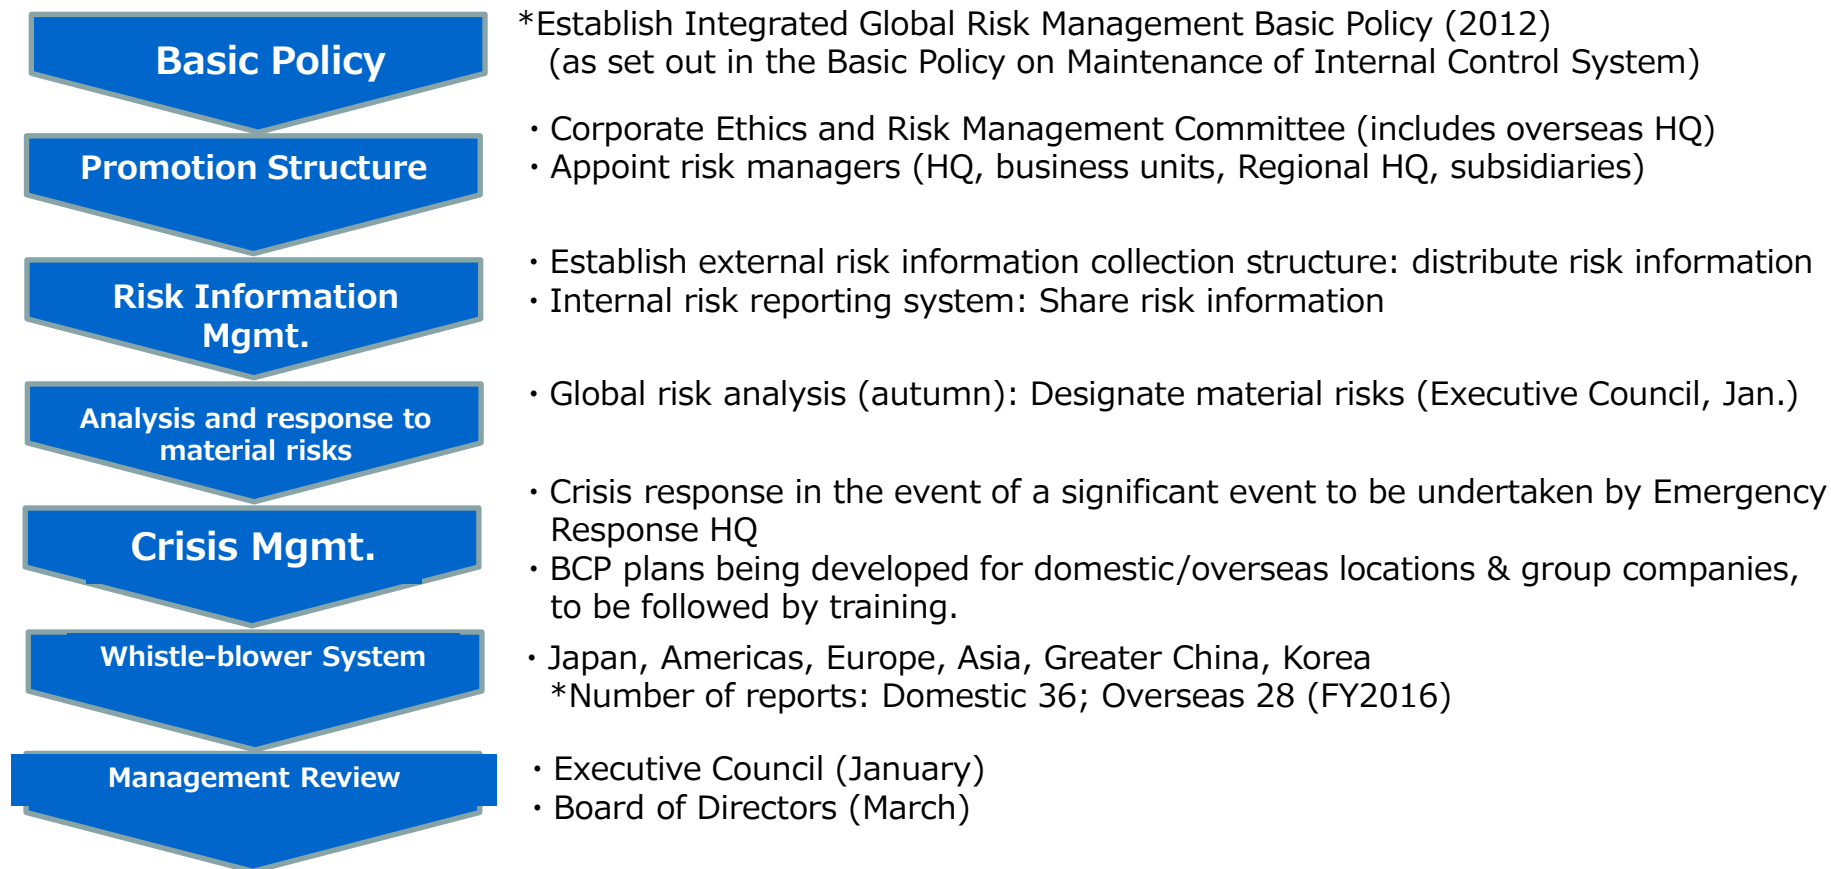 Basic Policy
*Establish Integrated Global Risk Management Basic Policy (2012)
(as set out in the Basic Policy on Maintenance of Internal Control System)
Promotion Structure
・Corporate Ethics and Risk Management Committee (includes overseas HQ)
・Appoint risk managers (HQ, business units, Regional HQ, subsidiaries)
Risk Information
Mgmt.
・Establish external risk information collection structure: distribute risk information
・Internal risk reporting system: Share risk information
Analysis and response to
material risks
・Global risk analysis (autumn): Designate material risks (Executive Council, Jan.)
Crisis Mgmt.
・Crisis response in the event of a significant event to be undertaken by Emergency
Response HQ
・BCP plans being developed for domestic/overseas locations & group companies,
to be followed by training.
Whistle-blower System
・Japan, Americas, Europe, Asia, Greater China, Korea
*Number of reports: Domestic 36; Overseas 28 (FY2016)
Management Review
・Executive Council (January)
・Board of Directors (March)